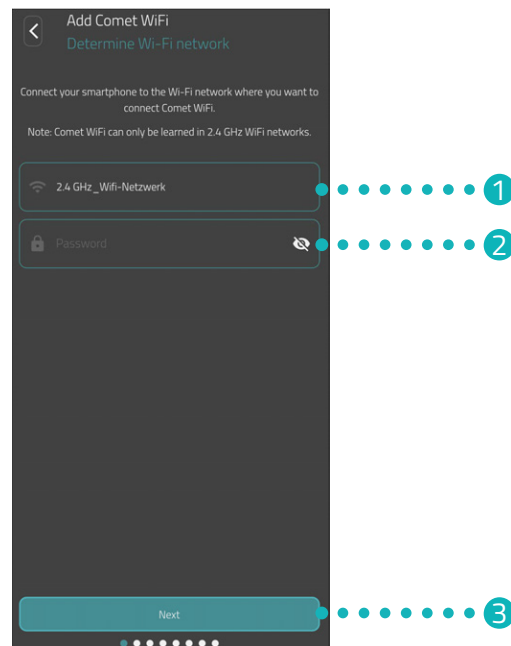 Add Comet WiFi
Determine Wi-Fi network
Connect your smartphone to the Wi-Fi network where you want to
connect Comet WiFi.
Note: Comet WiFi can only be learned in 2.4 GHz WiFi networks.
2.4 GHz_Wifi-Netzwerk
1
Password
2
Next
3